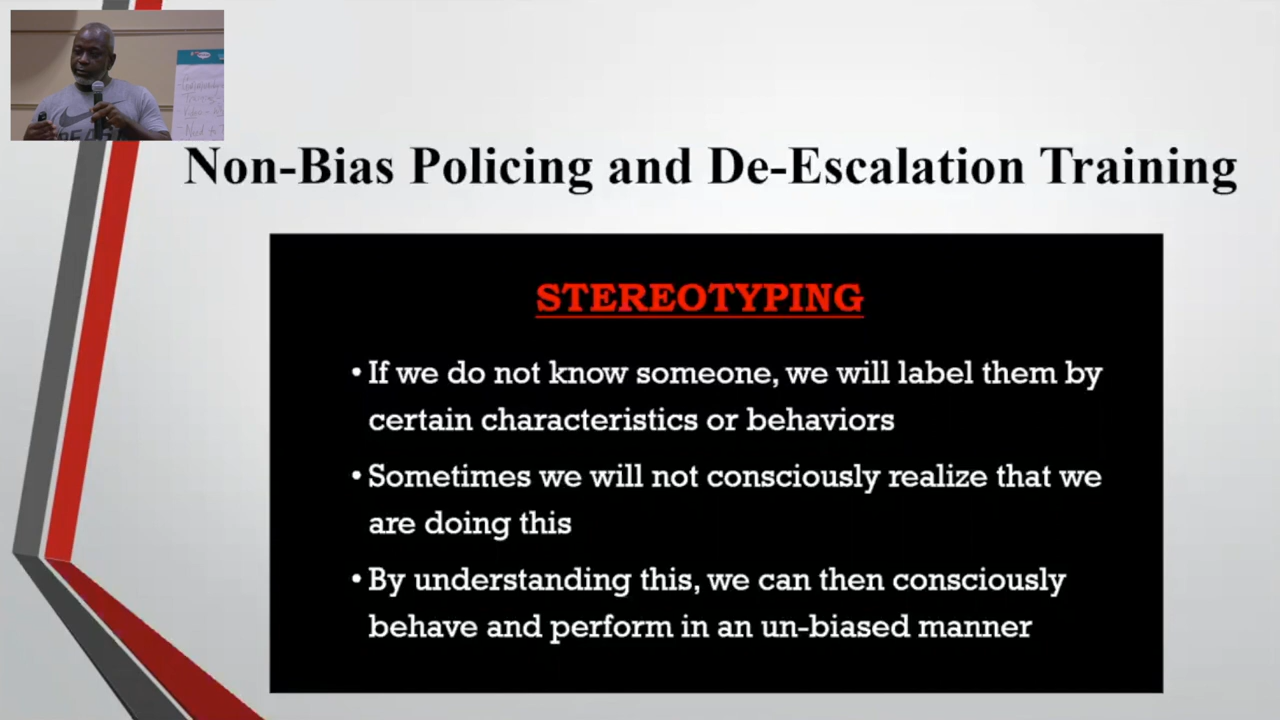 Non-Bias Policing and De-Escalation Training
STEREOTYPING
• If we do not know someone, we will label them by
certain characteristics or behaviors
• Sometimes we will not consciously realize that we
are doing this
• By understanding this, we can then consciously
behave and perform in an un-biased manner
Need to